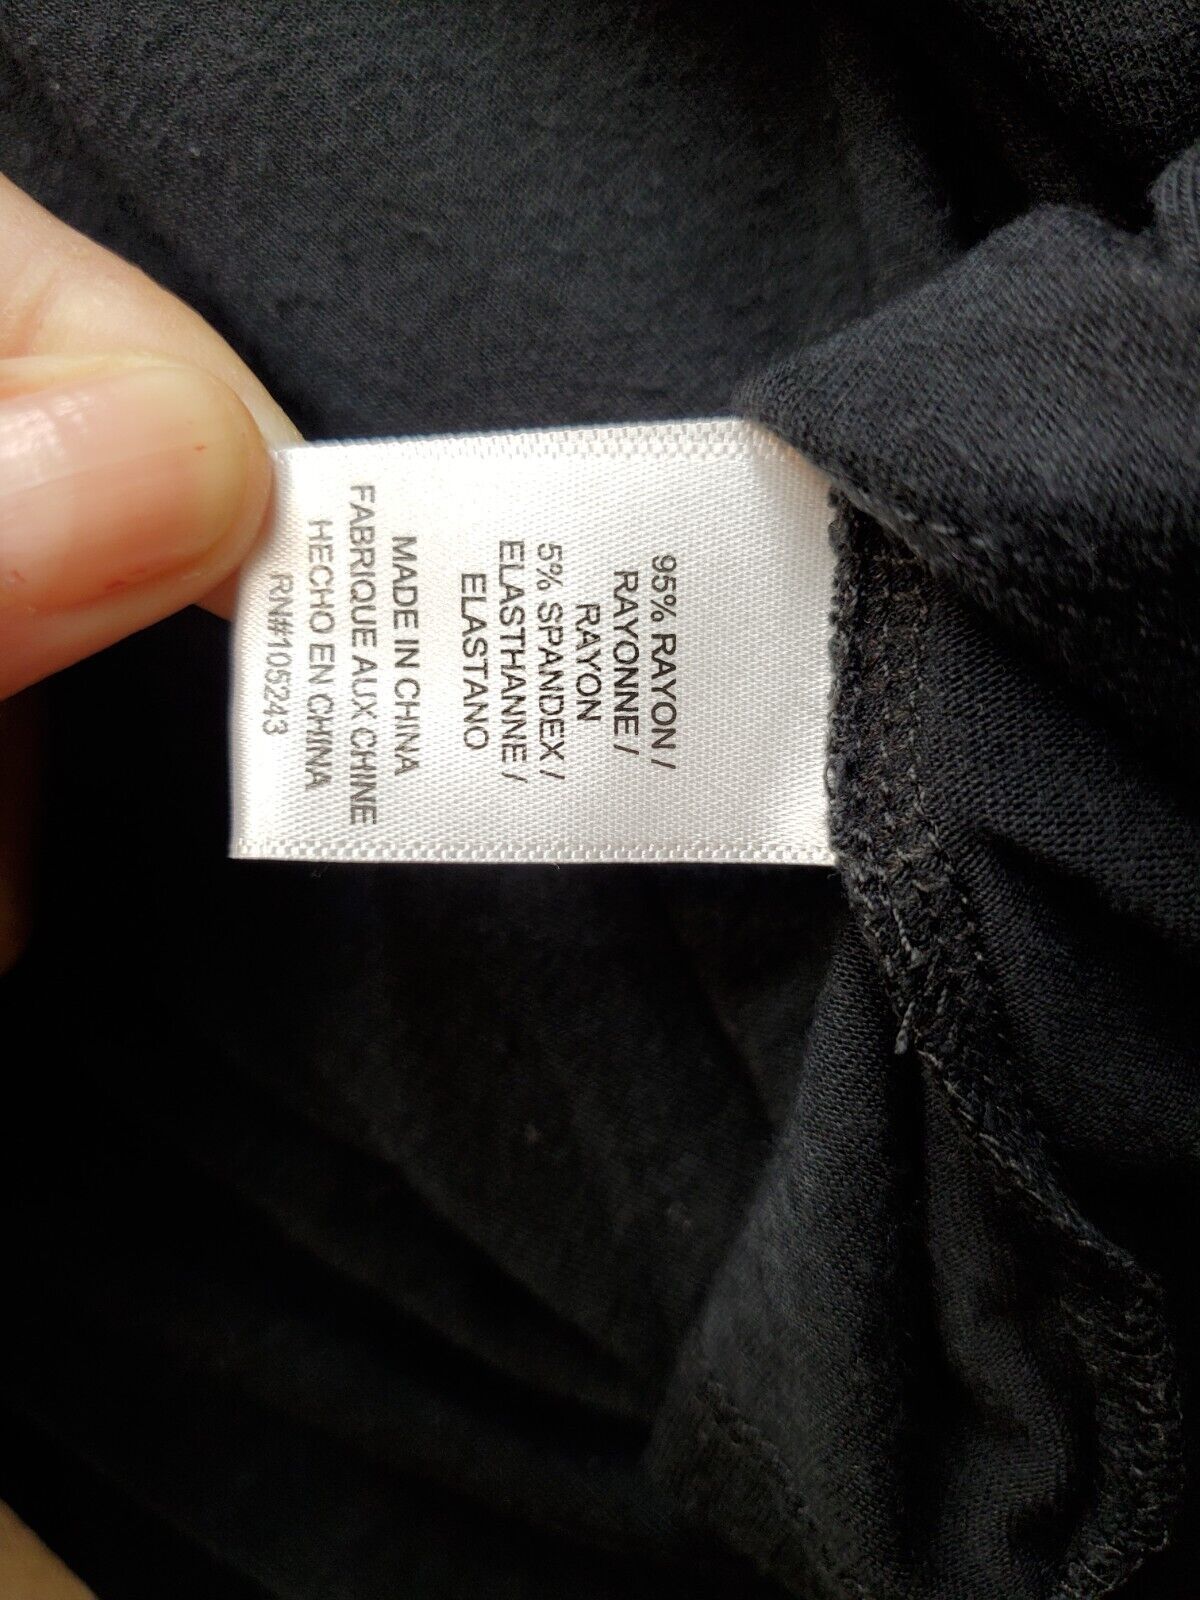 95% RAYON /
RAYONNE /
RAYON
5% SPANDEX /
ELASTHANNE /
ELASTANO
MADE IN CHINA
FABRIQUE AUX CHINE
HECHO EN CHINA
RN#105243